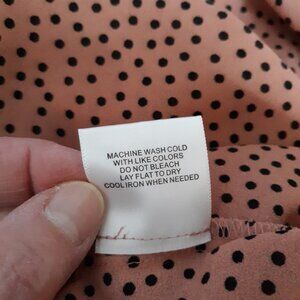 MACHINE WASH COLD
WITH LIKE COLORS
DO NOT BLEACH
LAY FLAT TO DRY
COOL IRON WHEN NEEDED